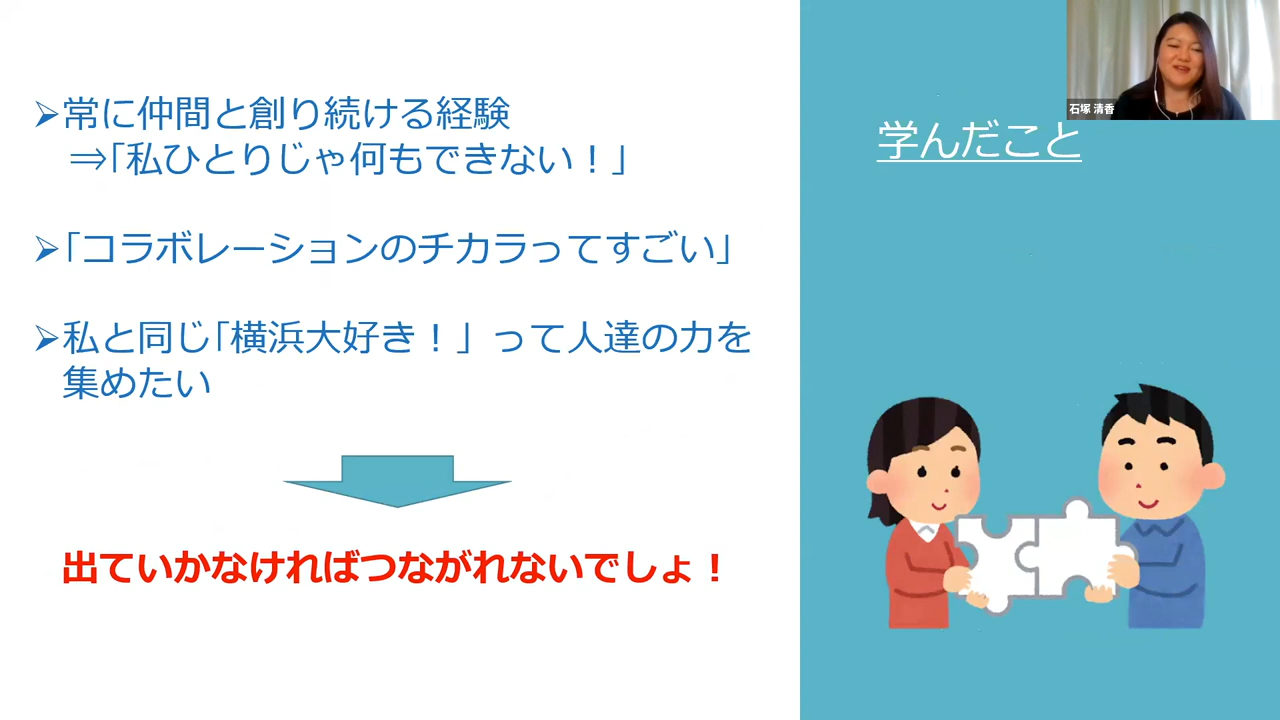 ➢常に仲間と創り続ける経験
⇒「私ひとりじゃ何もできない！」
➢「コラボレーションのチカラってすごい」
➢私と同じ「横浜大好き！」って人達の力を
集めたい
出ていかなければつながれないでしょ！
学んだこと
石塚 清香